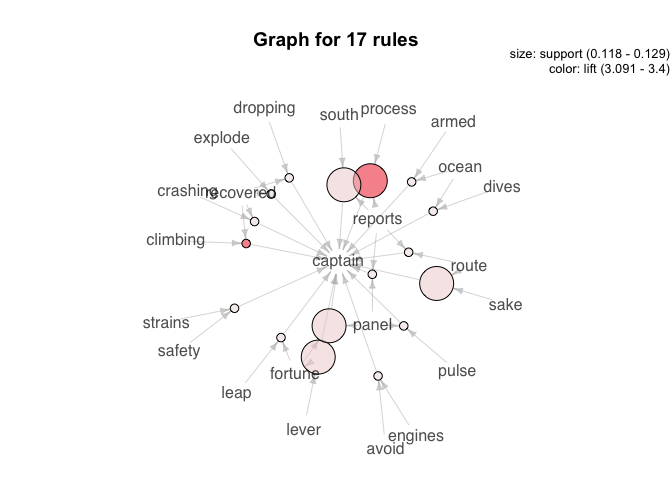 Graph for 17 rules
size: support (0.118 - 0.129)
color: lift (3.091 - 3.4)
dropping
south
process
armed
explode
ocean
crashing
recovered
dives
reports
climbing
captain
route
sake
strains
panel
safety
fortune
pulse
leap
lever
engines
avoid